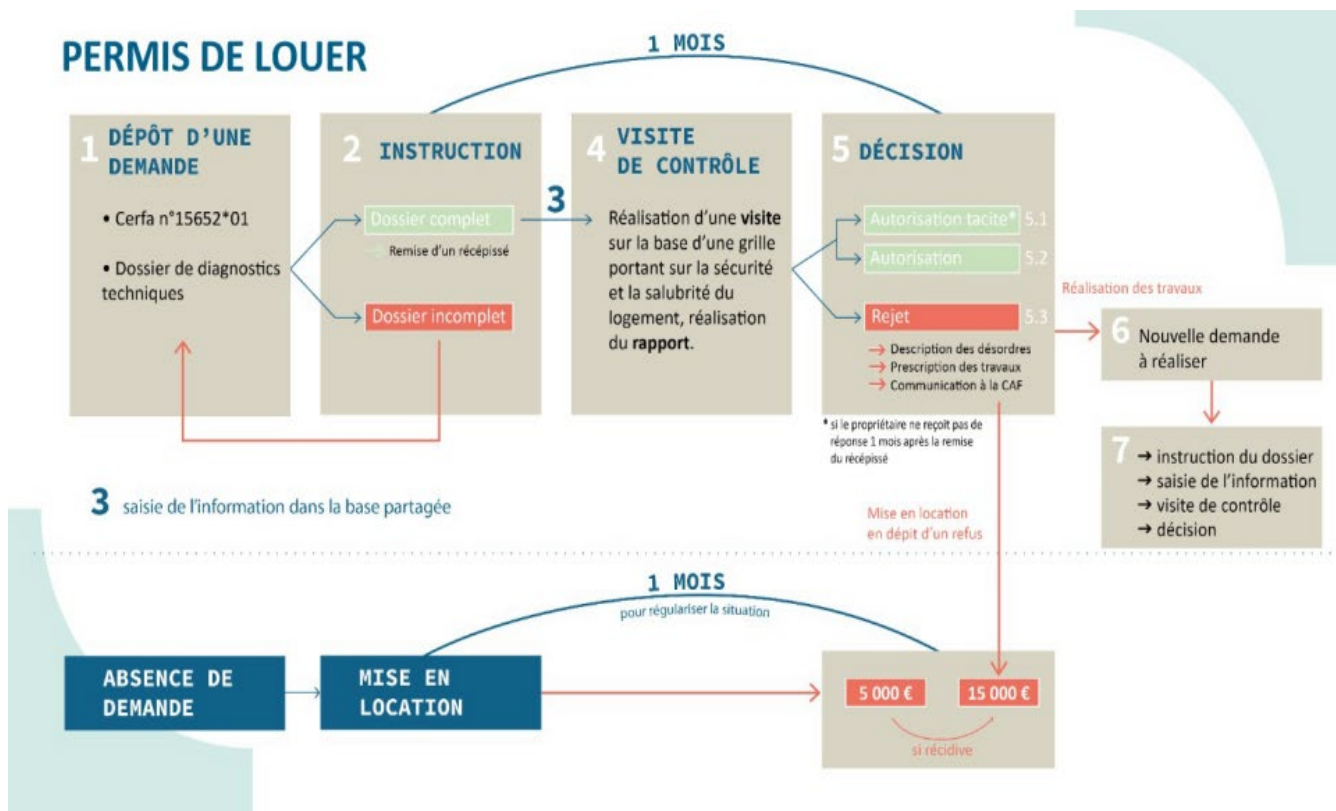 PERMIS DE LOUER
1 MOIS
1 DÉPÔT D'UNE
DEMANDE
• Cerfa n°15652*01
• Dossier de diagnostics
techniques
2 INSTRUCTION
Dossier complet
→ Remise d'un récépissé
Dossier incomplet
3
4 VISITE
DE CONTRÔLE
Réalisation d'une visite
sur la base d'une grille
portant sur la sécurité
et la salubrité du
logement, réalisation
du rapport.
5 DÉCISION
Autorisation tacite* 5.1
Autorisation 5.2
Rejet 5.3
→ Description des désordres
→ Prescription des travaux
→ Communication à la CAF
* si le propriétaire ne reçoit pas de
réponse 1 mois après la remise
du récépissé
Réalisation des travaux
6 Nouvelle demande
à réaliser
7 → instruction du dossier
→ saisie de l'information
→ visite de contrôle
→ décision
3 saisie de l'information dans la base partagée
Mise en location
en dépit d'un refus
1 MOIS
pour régulariser la situation
ABSENCE DE
DEMANDE
MISE EN
LOCATION
5 000 € 15 000 €
si récidive